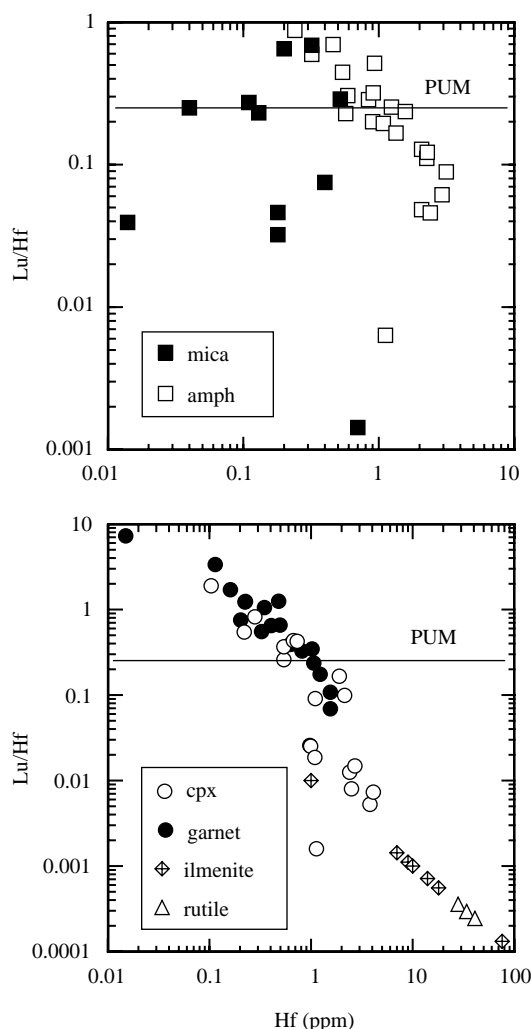 1
PUM
0.1
Lu/Hf
0.01
mica
amph
0.001
0.01 0.1 1 10
10
1
PUM
0.1
Lu/Hf
0.01
cpx
garnet
0.001
ilmenite
rutile
0.0001
0.1 1 10 100
Hf (ppm)